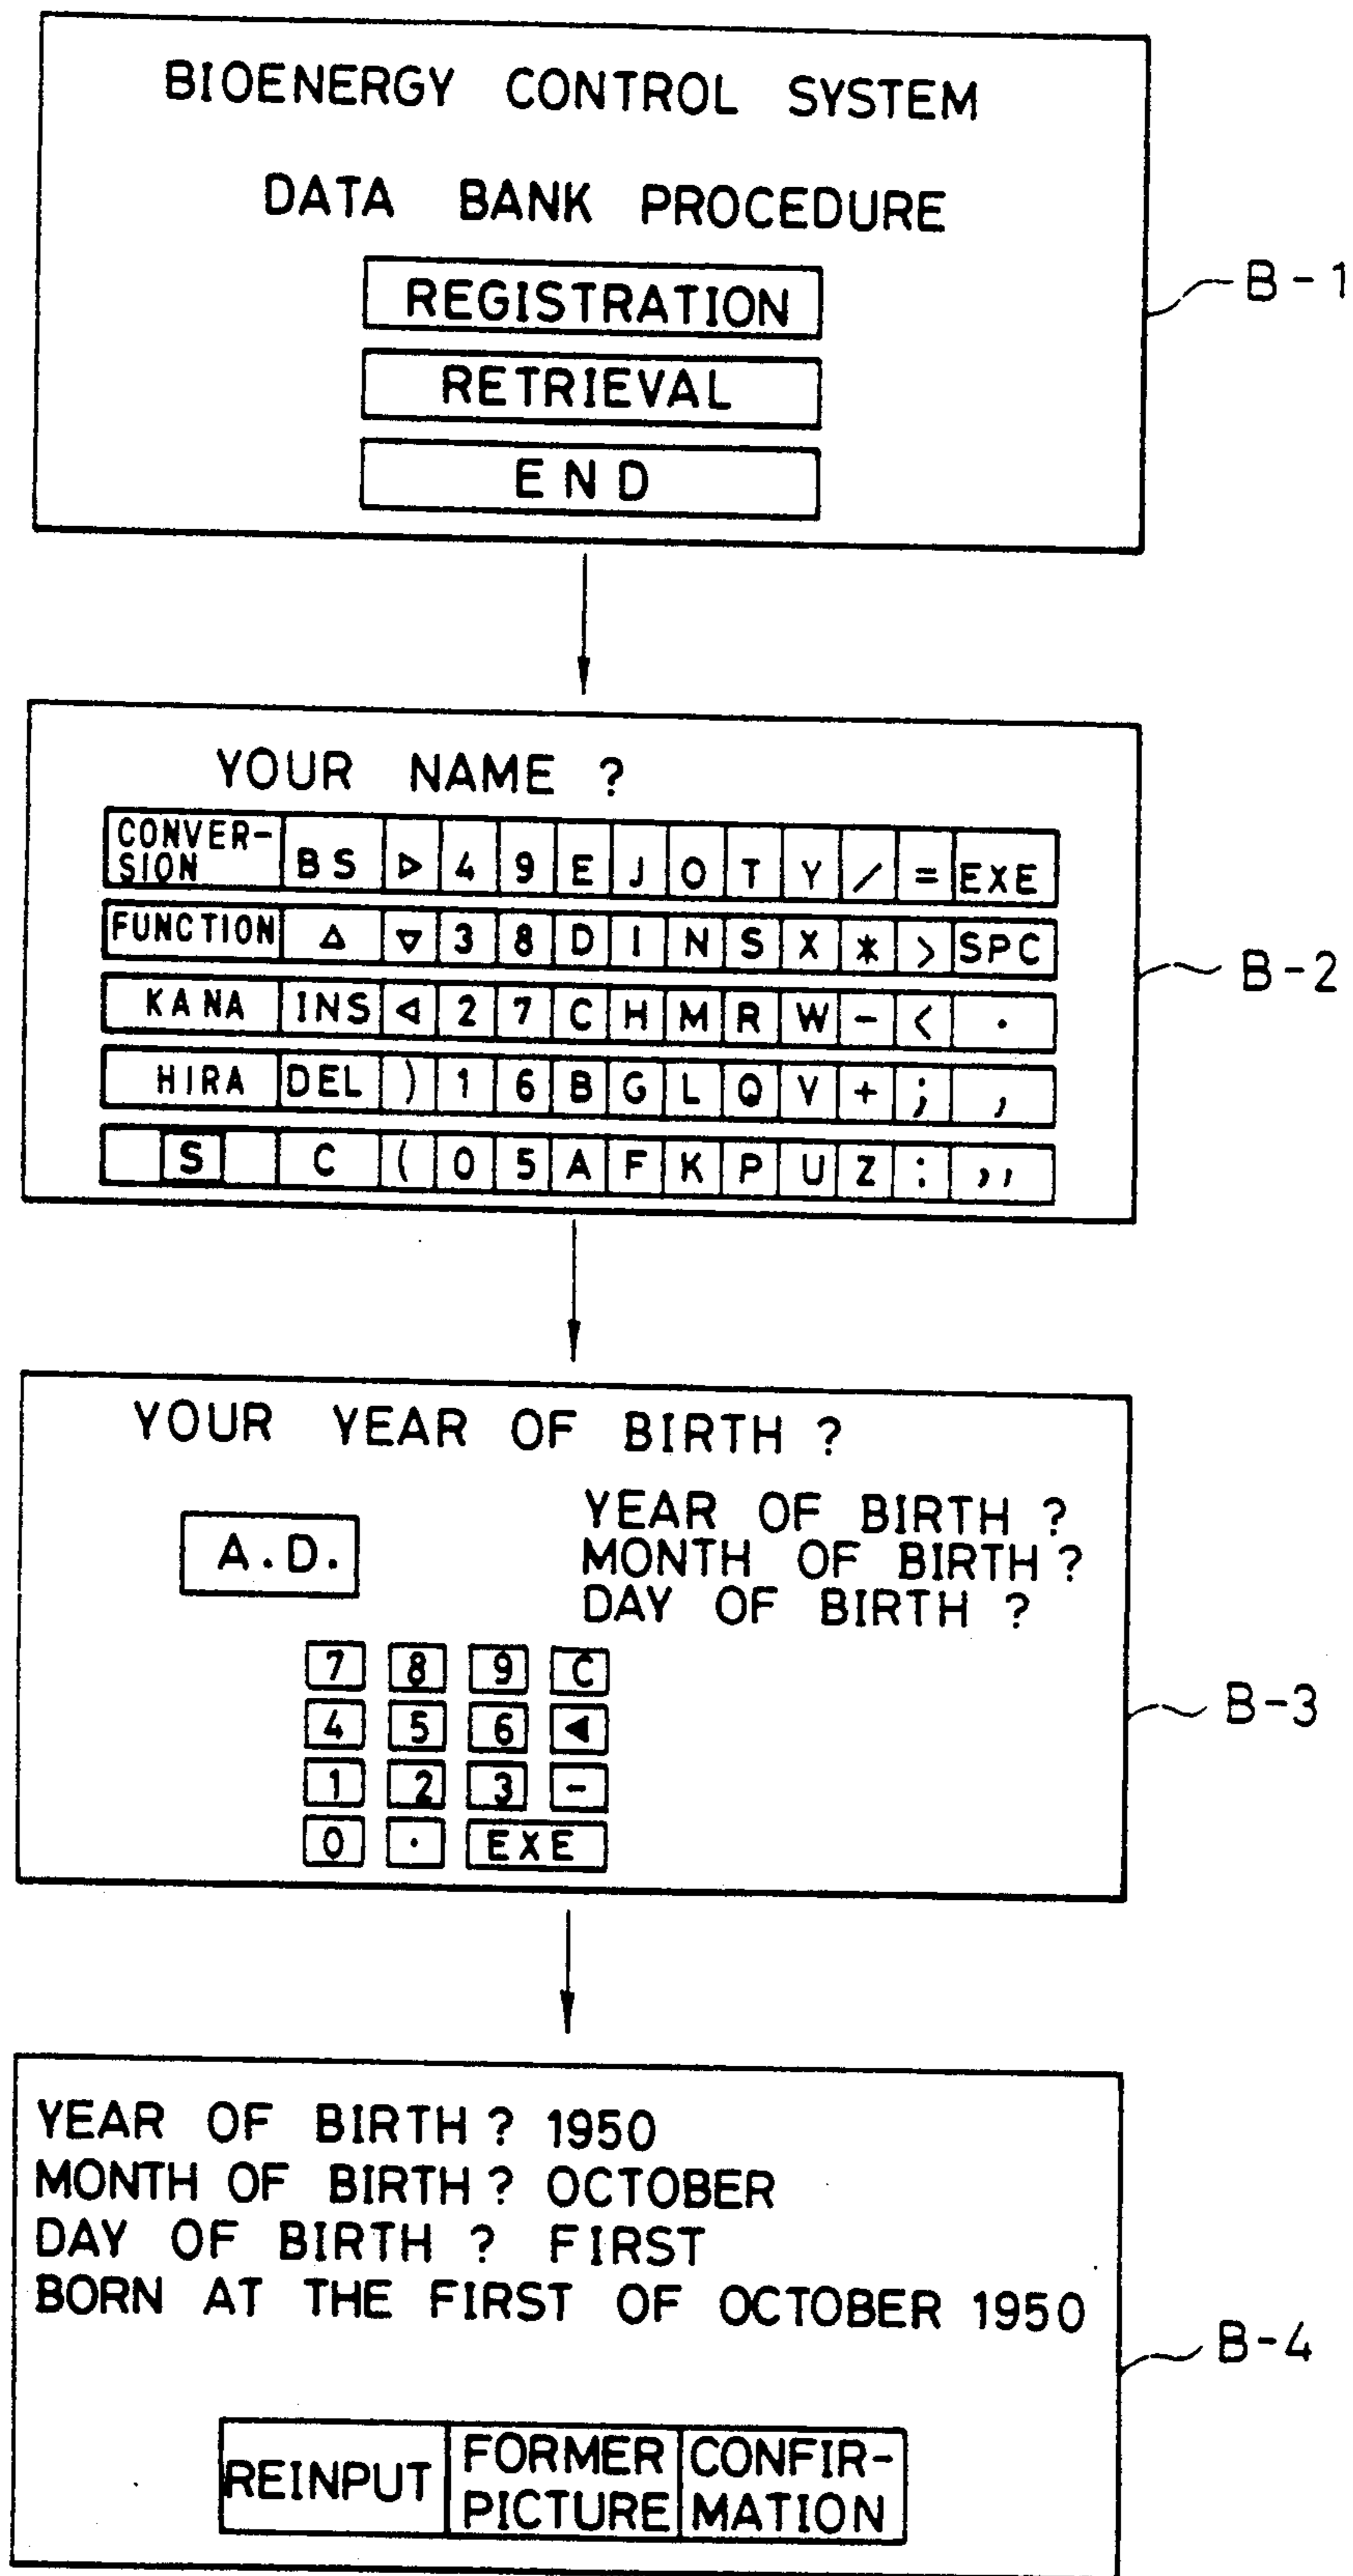 BIOENERGY CONTROL SYSTEM
DATA BANK PROCEDURE
REGISTRATION
RETRIEVAL
END
B-1
YOUR NAME ?
CONVER-
SION BS ▷ 4 9 E J O T Y / = EXE
FUNCTION △ ▽ 3 8 D I N S X * > SPC
KANA INS ◁ 2 7 C H M R W - < .
HIRA DEL ) 1 6 B G L Q V + ; ,
S C ( 0 5 A F K P U Z : ,,
B-2
YOUR YEAR OF BIRTH ?
A.D.
YEAR OF BIRTH ?
MONTH OF BIRTH ?
DAY OF BIRTH ?
7 8 9 C
4 5 6 ◀
1 2 3 -
0 . EXE
B-3
YEAR OF BIRTH ? 1950
MONTH OF BIRTH ? OCTOBER
DAY OF BIRTH ? FIRST
BORN AT THE FIRST OF OCTOBER 1950
REINPUT
FORMER
PICTURE
CONFIR-
MATION
B-4